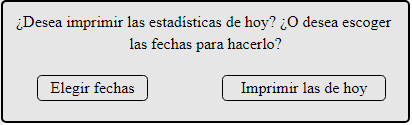 ¿Desea imprimir las estadísticas de hoy? ¿O desea escoger
las fechas para hacerlo?
Elegir fechas
Imprimir las de hoy